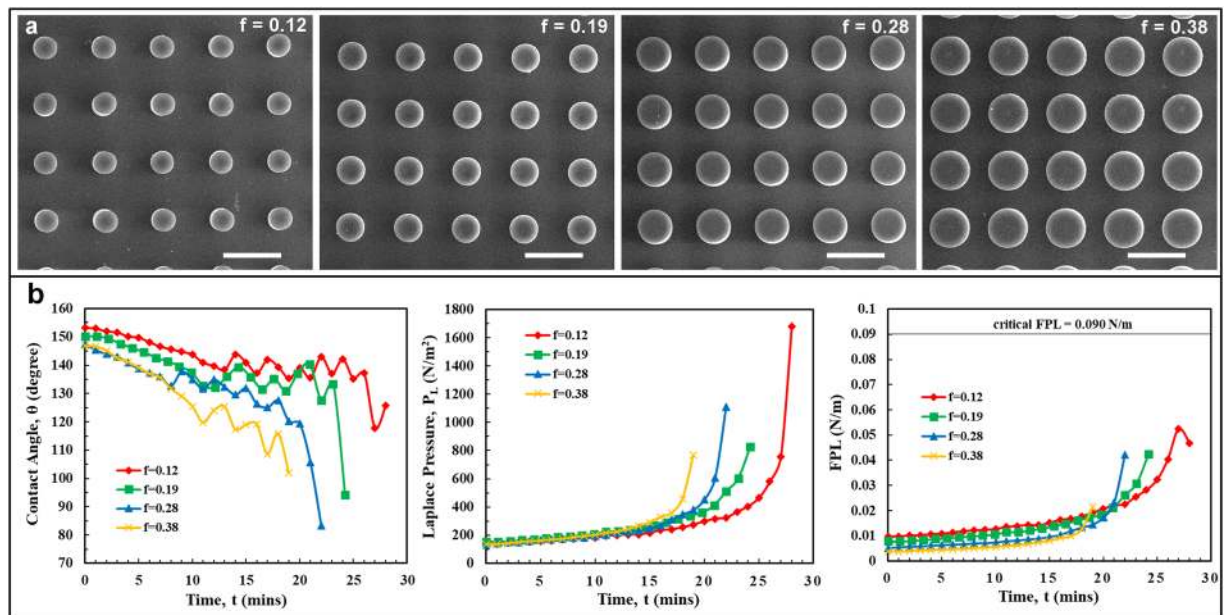 a
f = 0.12
f = 0.19
f = 0.28
f = 0.38
b
160
150
140
130
120
110
100
90
80
70
Contact Angle, θ (degree)
f=0.12
f=0.19
f=0.28
f=0.38
0 5 10 15 20 25 30
Time, t (mins)
1800
1600
1400
1200
1000
800
600
400
200
0
Laplace Pressure, P_L (N/m²)
f=0.12
f=0.19
f=0.28
f=0.38
0 5 10 15 20 25 30
Time, t (mins)
0.1
0.09
0.08
0.07
0.06
0.05
0.04
0.03
0.02
0.01
0
FPL (N/m)
critical FPL = 0.090 N/m
f=0.12
f=0.19
f=0.28
f=0.38
0 5 10 15 20 25 30
Time, t (mins)